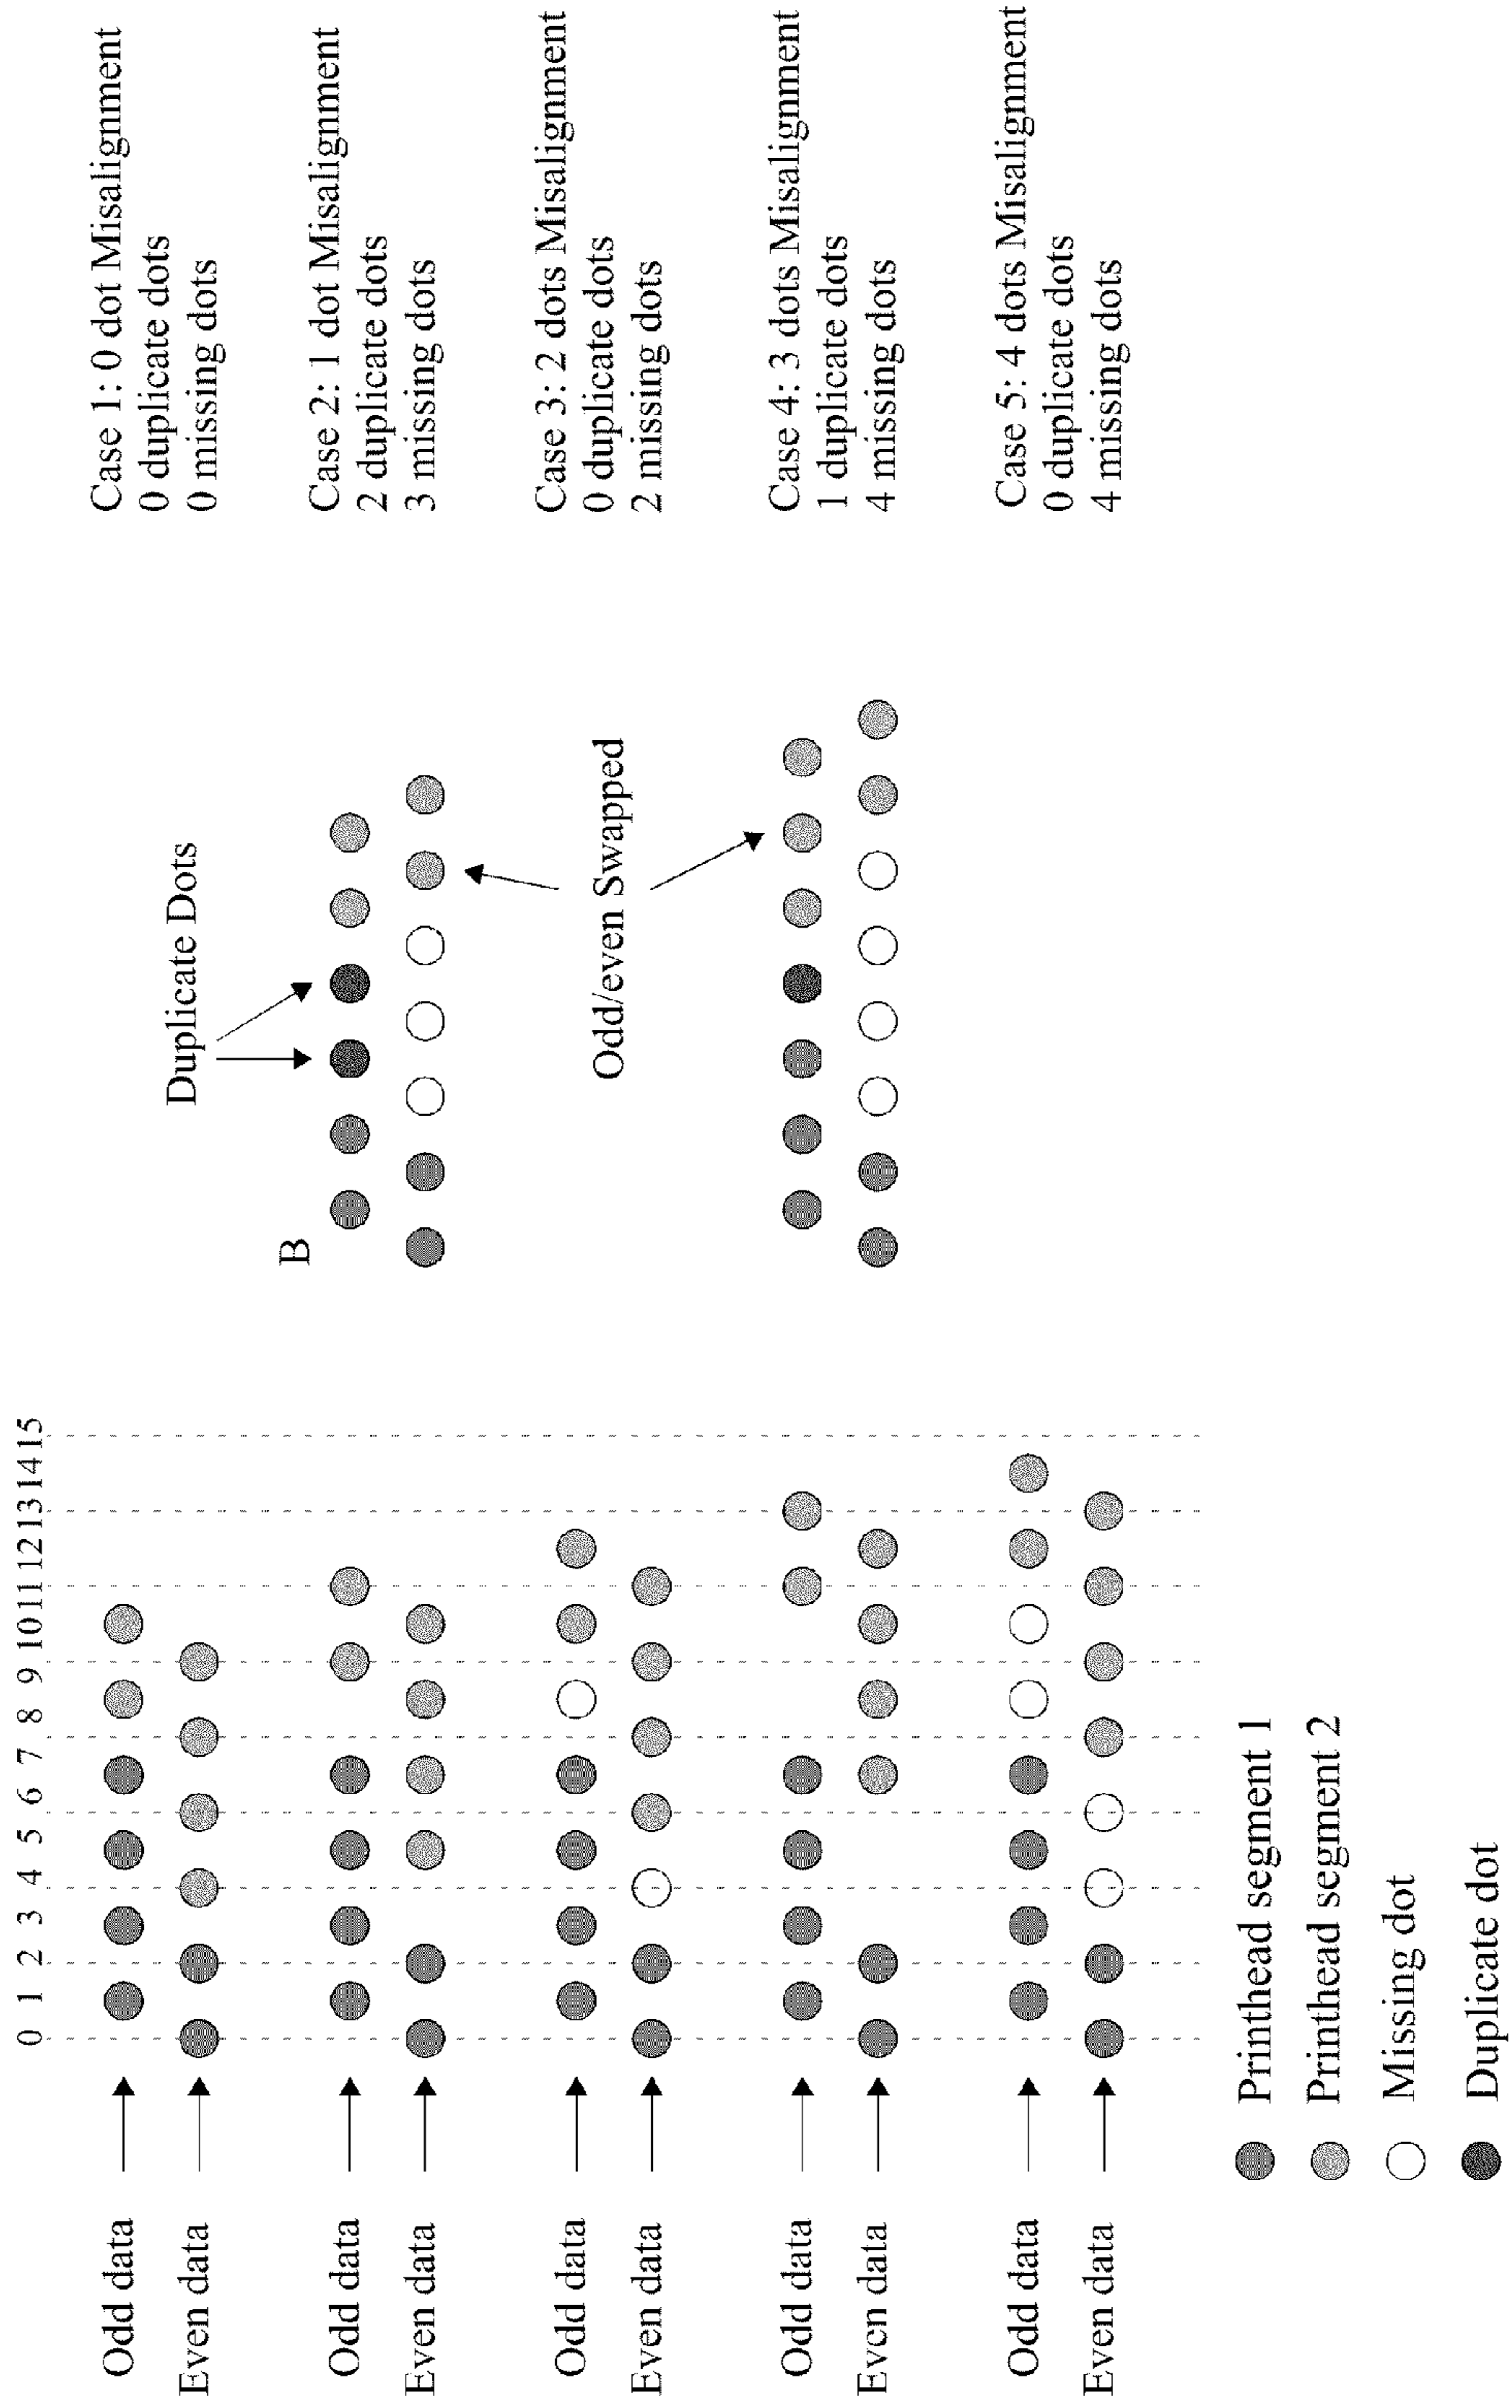 0 1 2 3 4 5 6 7 8 9 10 11 12 13 14 15
Odd data
Even data
Case 1: 0 dot Misalignment
0 duplicate dots
0 missing dots
Duplicate Dots
B
Odd data
Even data
Case 2: 1 dot Misalignment
2 duplicate dots
3 missing dots
Odd data
Even data
Odd/even Swapped
Case 3: 2 dots Misalignment
0 duplicate dots
2 missing dots
Odd data
Even data
Case 4: 3 dots Misalignment
1 duplicate dots
4 missing dots
Odd data
Even data
Case 5: 4 dots Misalignment
0 duplicate dots
4 missing dots
Printhead segment 1
Printhead segment 2
Missing dot
Duplicate dot